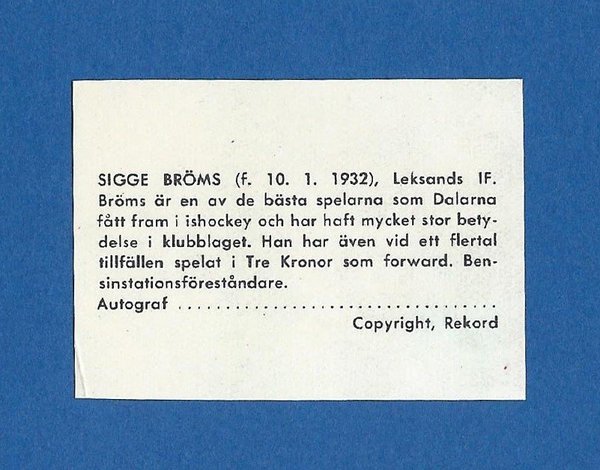 SIGGE BRÖMS (f. 10. 1. 1932), Leksands IF.
Bröms är en av de bästa spelarna som Dalarna
fått fram i ishockey och har haft mycket stor bety-
delse i klubblaget. Han har även vid ett flertal
tillfällen spelat i Tre Kronor som forward. Ben-
sinstationsföreståndare.
Autograf ..................................
Copyright, Rekord